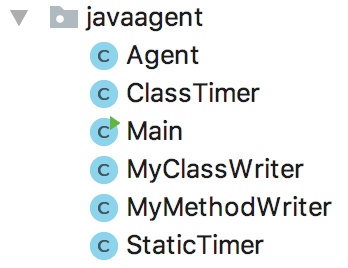 javaagent
C Agent
C ClassTimer
C Main
C MyClassWriter
C MyMethodWriter
C StaticTimer